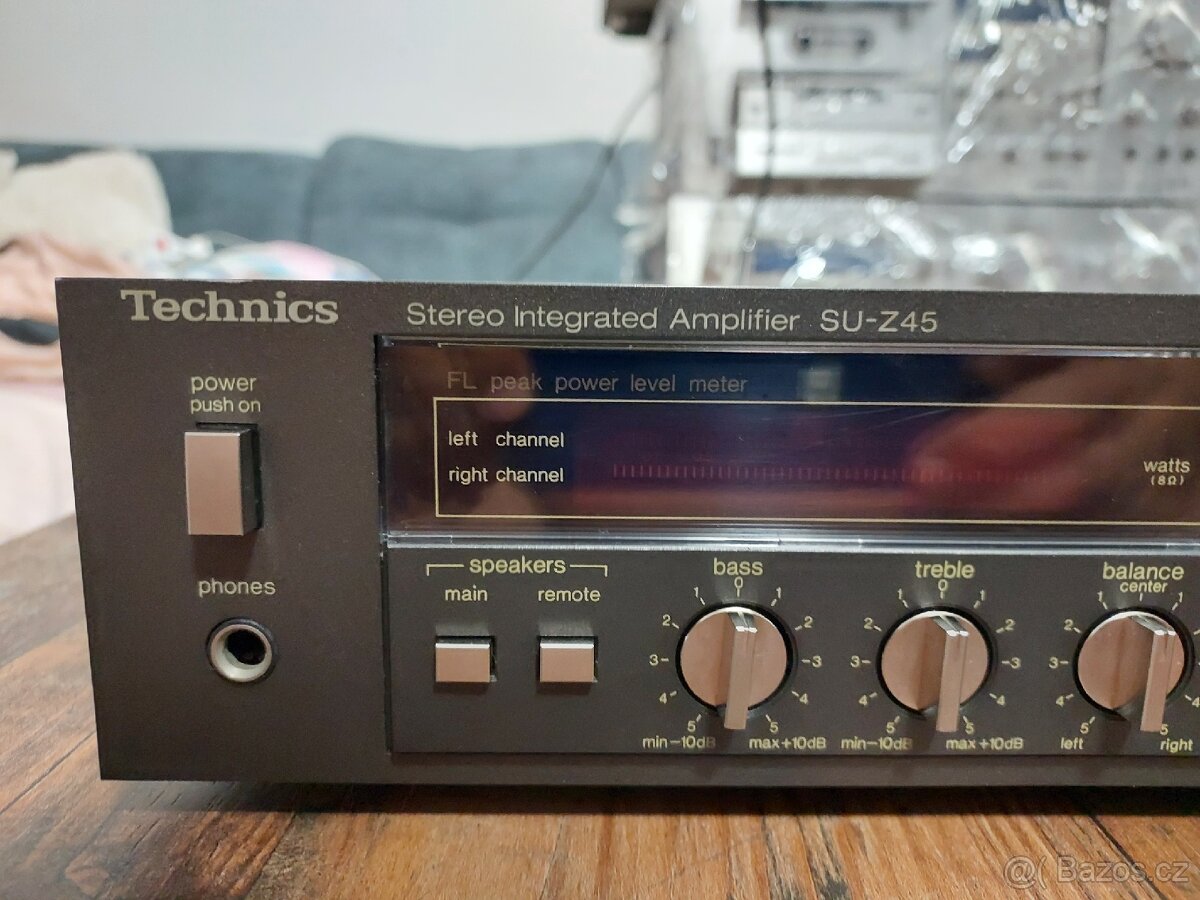 Technics
Stereo Integrated Amplifier SU-Z45
power
push on
FL peak power level meter
left channel
right channel
watts
(8Ω)
phones
speakers
main remote
bass
0
1 1
2 2
3 3
4 4
5 5
min-10dB max+10dB
treble
0
1 1
2 2
3 3
4 4
5 5
min-10dB max+10dB
balance
center
1 1
2
3
4 4
5 5
left right
@( Bazos.cz